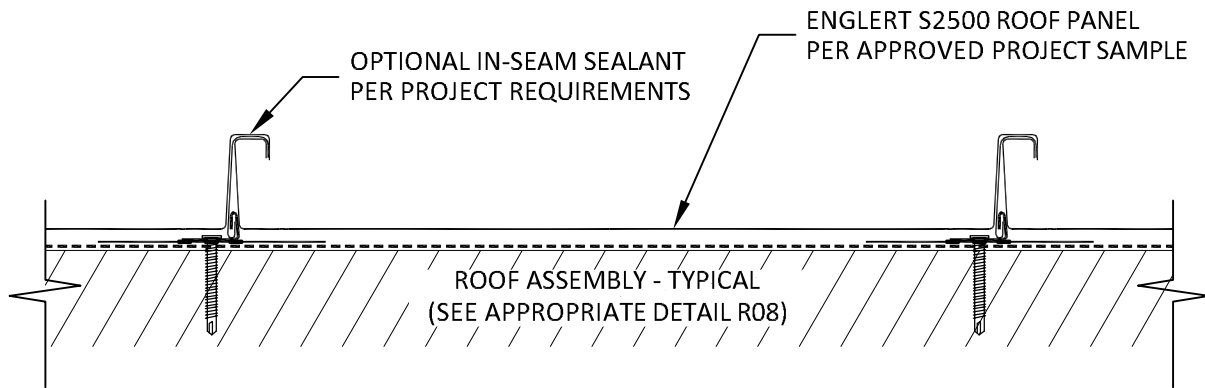 ENGLERT S2500 ROOF PANEL
PER APPROVED PROJECT SAMPLE
OPTIONAL IN-SEAM SEALANT
PER PROJECT REQUIREMENTS
ROOF ASSEMBLY - TYPICAL
(SEE APPROPRIATE DETAIL R08)